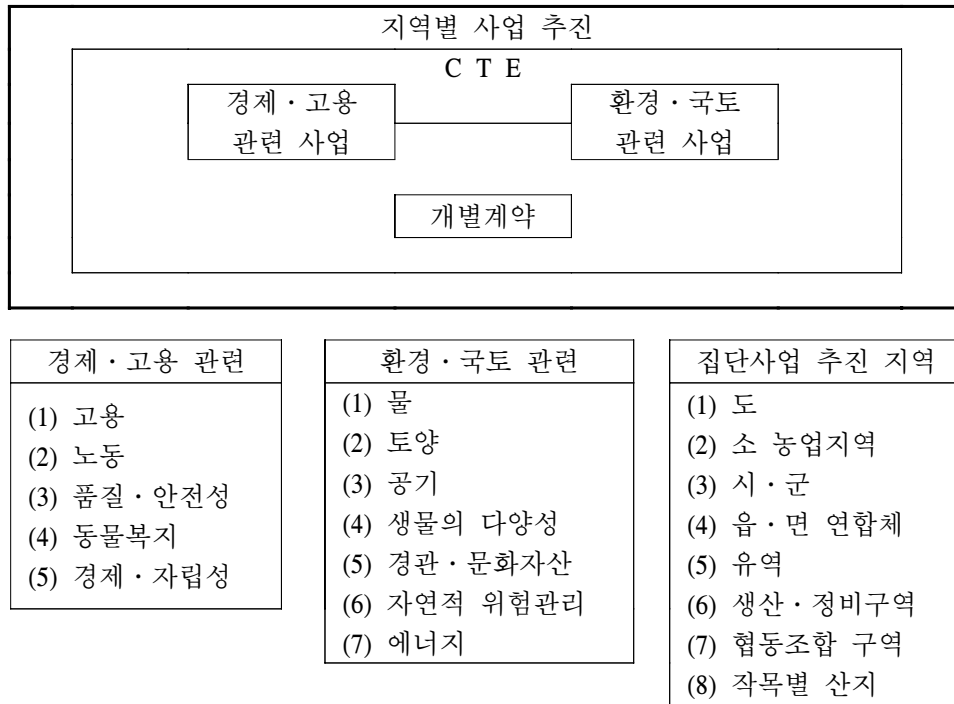 지역별 사업 추진
C T E
경제·고용
관련 사업
환경·국토
관련 사업
개별계약
경제·고용 관련
(1) 고용
(2) 노동
(3) 품질·안전성
(4) 동물복지
(5) 경제·자립성
환경·국토 관련
(1) 물
(2) 토양
(3) 공기
(4) 생물의 다양성
(5) 경관·문화자산
(6) 자연적 위험관리
(7) 에너지
집단사업 추진 지역
(1) 도
(2) 소 농업지역
(3) 시·군
(4) 읍·면 연합체
(5) 유역
(6) 생산·정비구역
(7) 협동조합 구역
(8) 작목별 산지